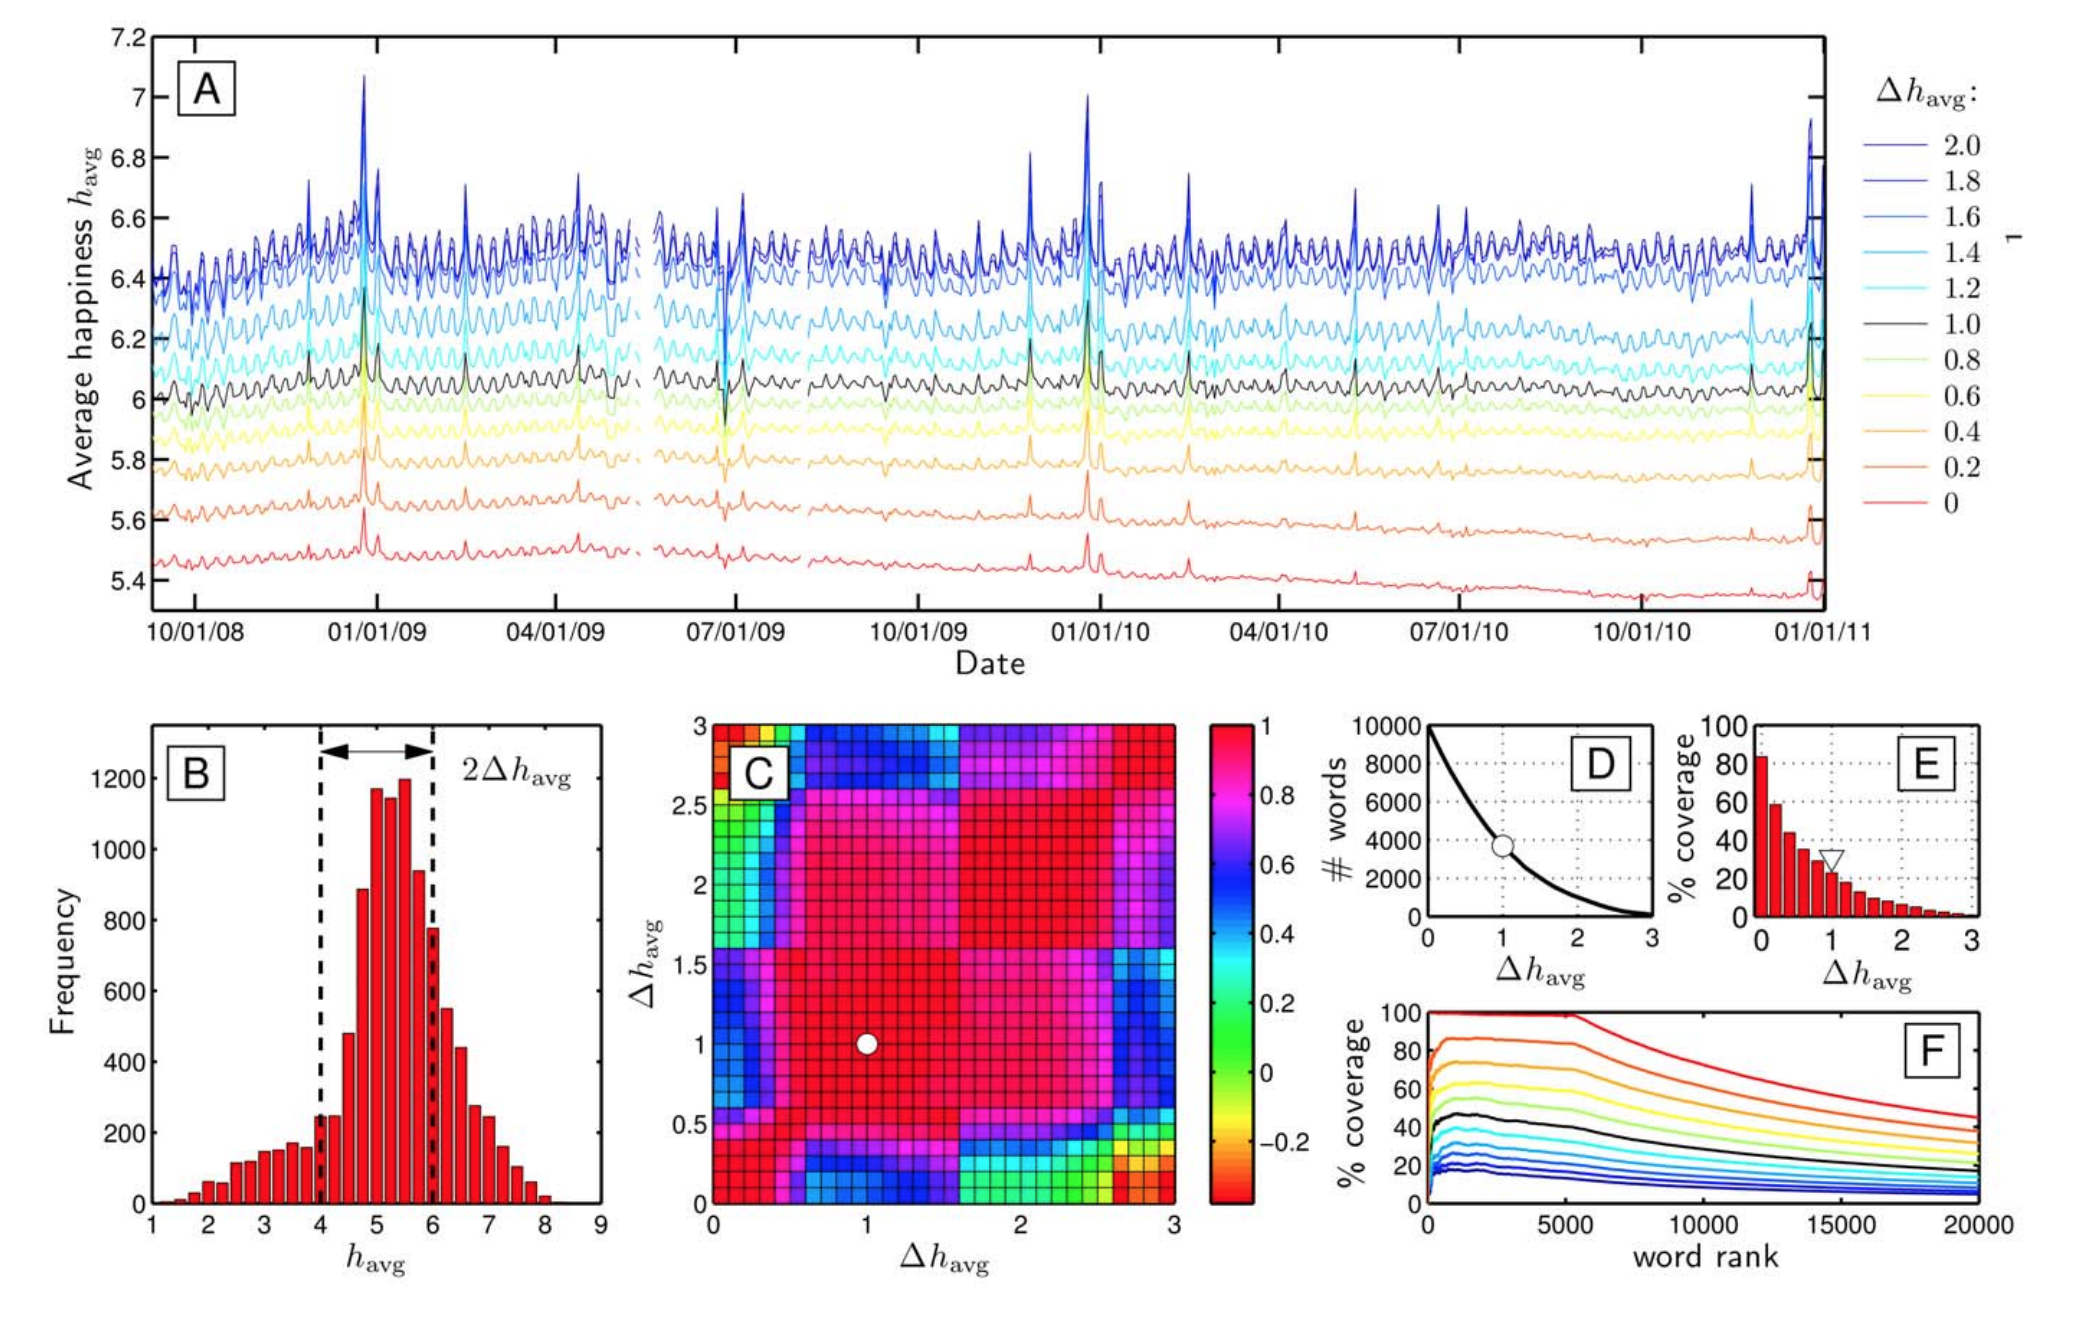 7.2
7
6.8
6.6
6.4
6.2
6
5.8
5.6
5.4
Average happiness h_avg
A
10/01/08 01/01/09 04/01/09 07/01/09 10/01/09 01/01/10 04/01/10 07/01/10 10/01/10 01/01/11
Date
Δh_avg:
2.0
1.8
1.6
1.4
1.2
1.0
0.8
0.6
0.4
0.2
0
1
B
2Δh_avg
1200
1000
800
600
400
200
0
Frequency
1 2 3 4 5 6 7 8 9
h_avg
C
3
2.5
2
1.5
1
0.5
0
Δh_avg
0 1 2 3
Δh_avg
1
0.8
0.6
0.4
0.2
0
−0.2
D
10000
8000
6000
4000
2000
0
# words
0 1 2 3
Δh_avg
E
100
80
60
40
20
0
% coverage
0 1 2 3
Δh_avg
F
100
80
60
40
20
0
% coverage
0 5000 10000 15000 20000
word rank